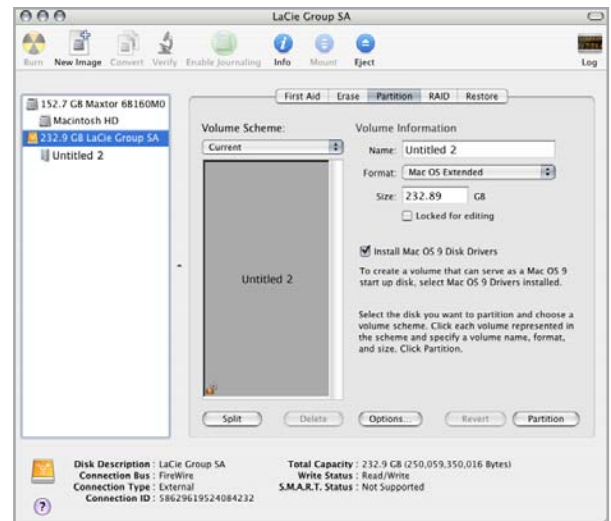 LaCie Group SA
Burn New Image Convert Verify Enable Journaling Info Mount Eject Log
152.7 GB Maxtor 6B160M0
Macintosh HD
232.9 GB LaCie Group SA
Untitled 2
First Aid Erase Partition RAID Restore
Volume Scheme:
Current
Untitled 2
Volume Information
Name: Untitled 2
Format: Mac OS Extended
Size: 232.89 GB
Locked for editing
Install Mac OS 9 Disk Drivers
To create a volume that can serve as a Mac OS 9
start up disk, select Mac OS 9 Drivers installed.
Select the disk you want to partition and choose a
volume scheme. Click each volume represented in
the scheme and specify a volume name, format,
and size. Click Partition.
Split Delete Options... Revert Partition
Disk Description : LaCie Group SA
Connection Bus : FireWire
Connection Type : External
Connection ID : 58629619524084232
Total Capacity : 232.9 GB (250,059,350,016 Bytes)
Write Status : Read/Write
S.M.A.R.T. Status : Not Supported
?